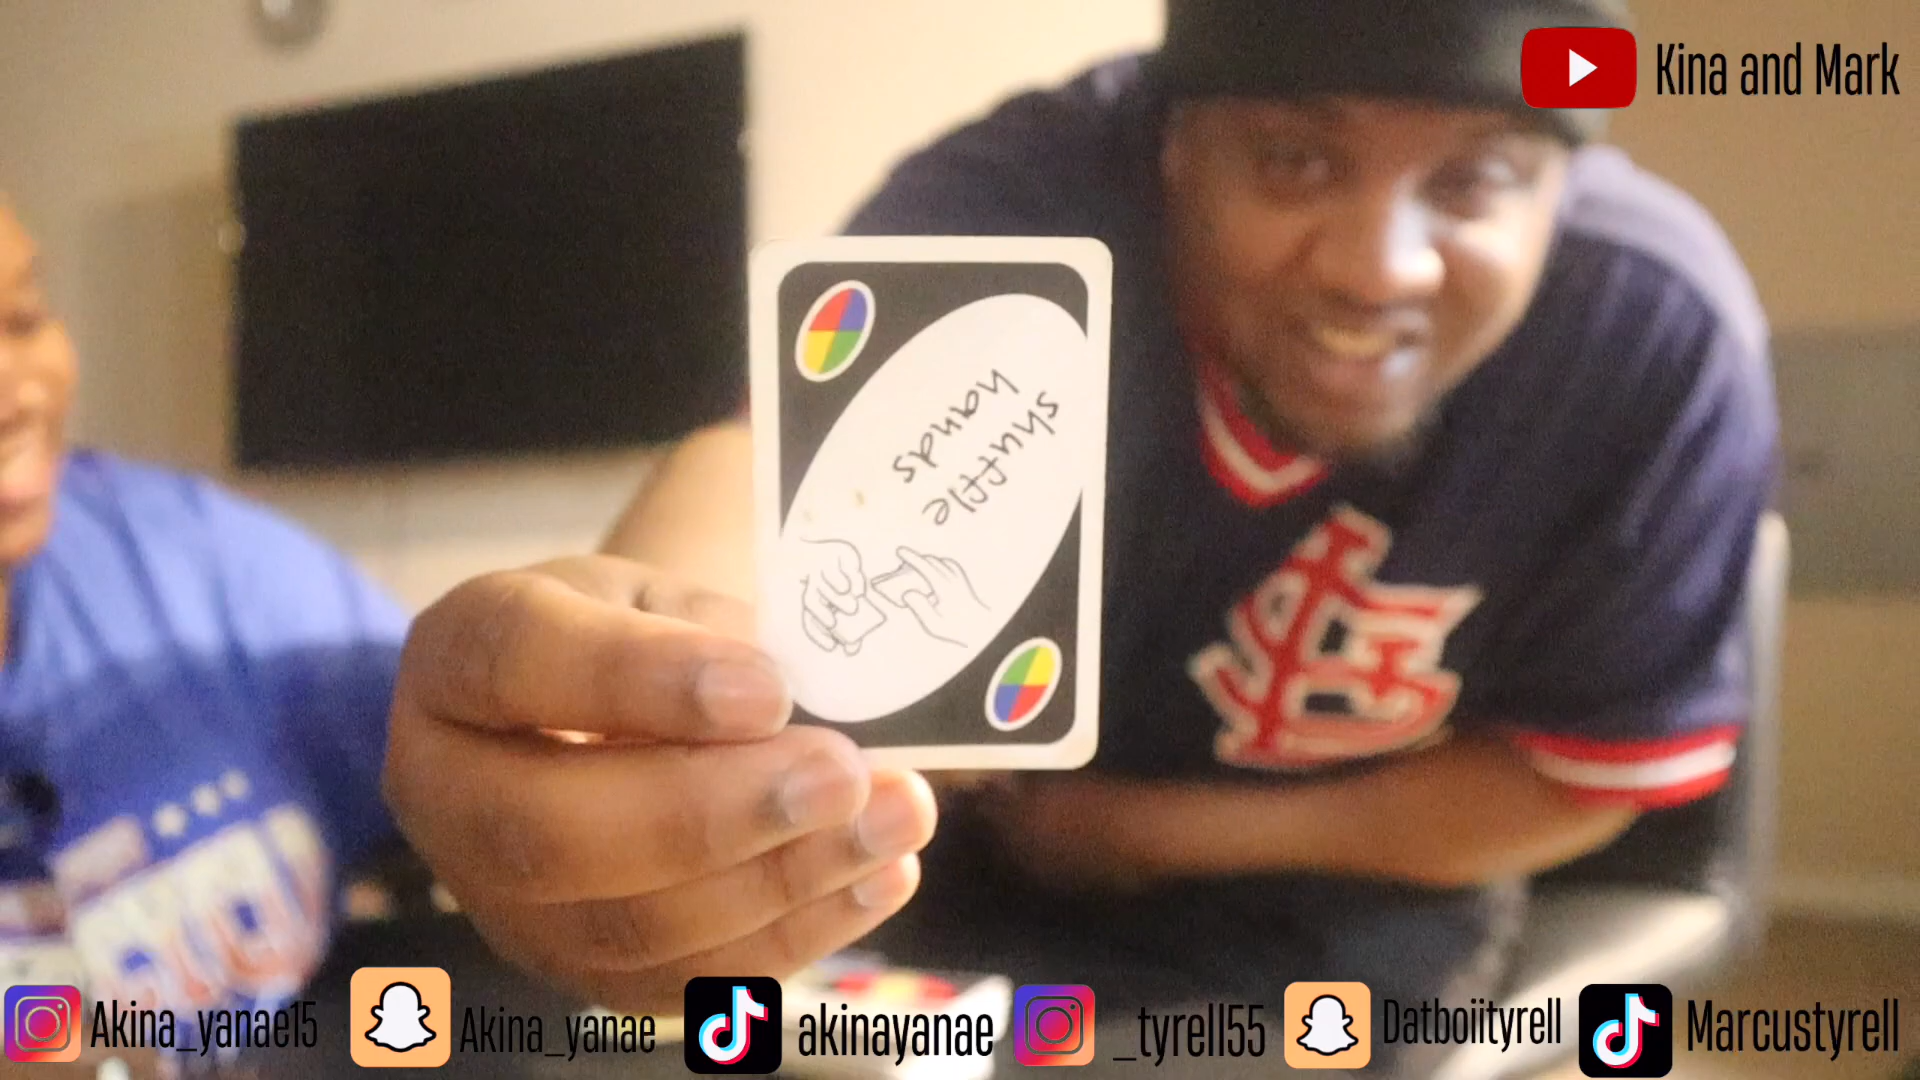 Kina and Mark
shuffle
hands
Akina_yanae15
Akina_yanae
akinayanae
_tyrell55
Datboiityrell
Marcustyrell